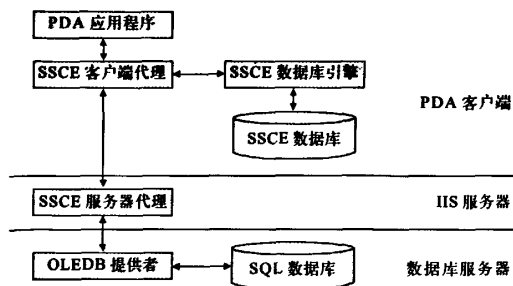 PDA 应用程序
SSCE 客户端代理
SSCE 数据库引擎
PDA 客户端
SSCE 数据库
SSCE 服务器代理
IIS 服务器
OLEDB 提供者
SQL 数据库
数据库服务器